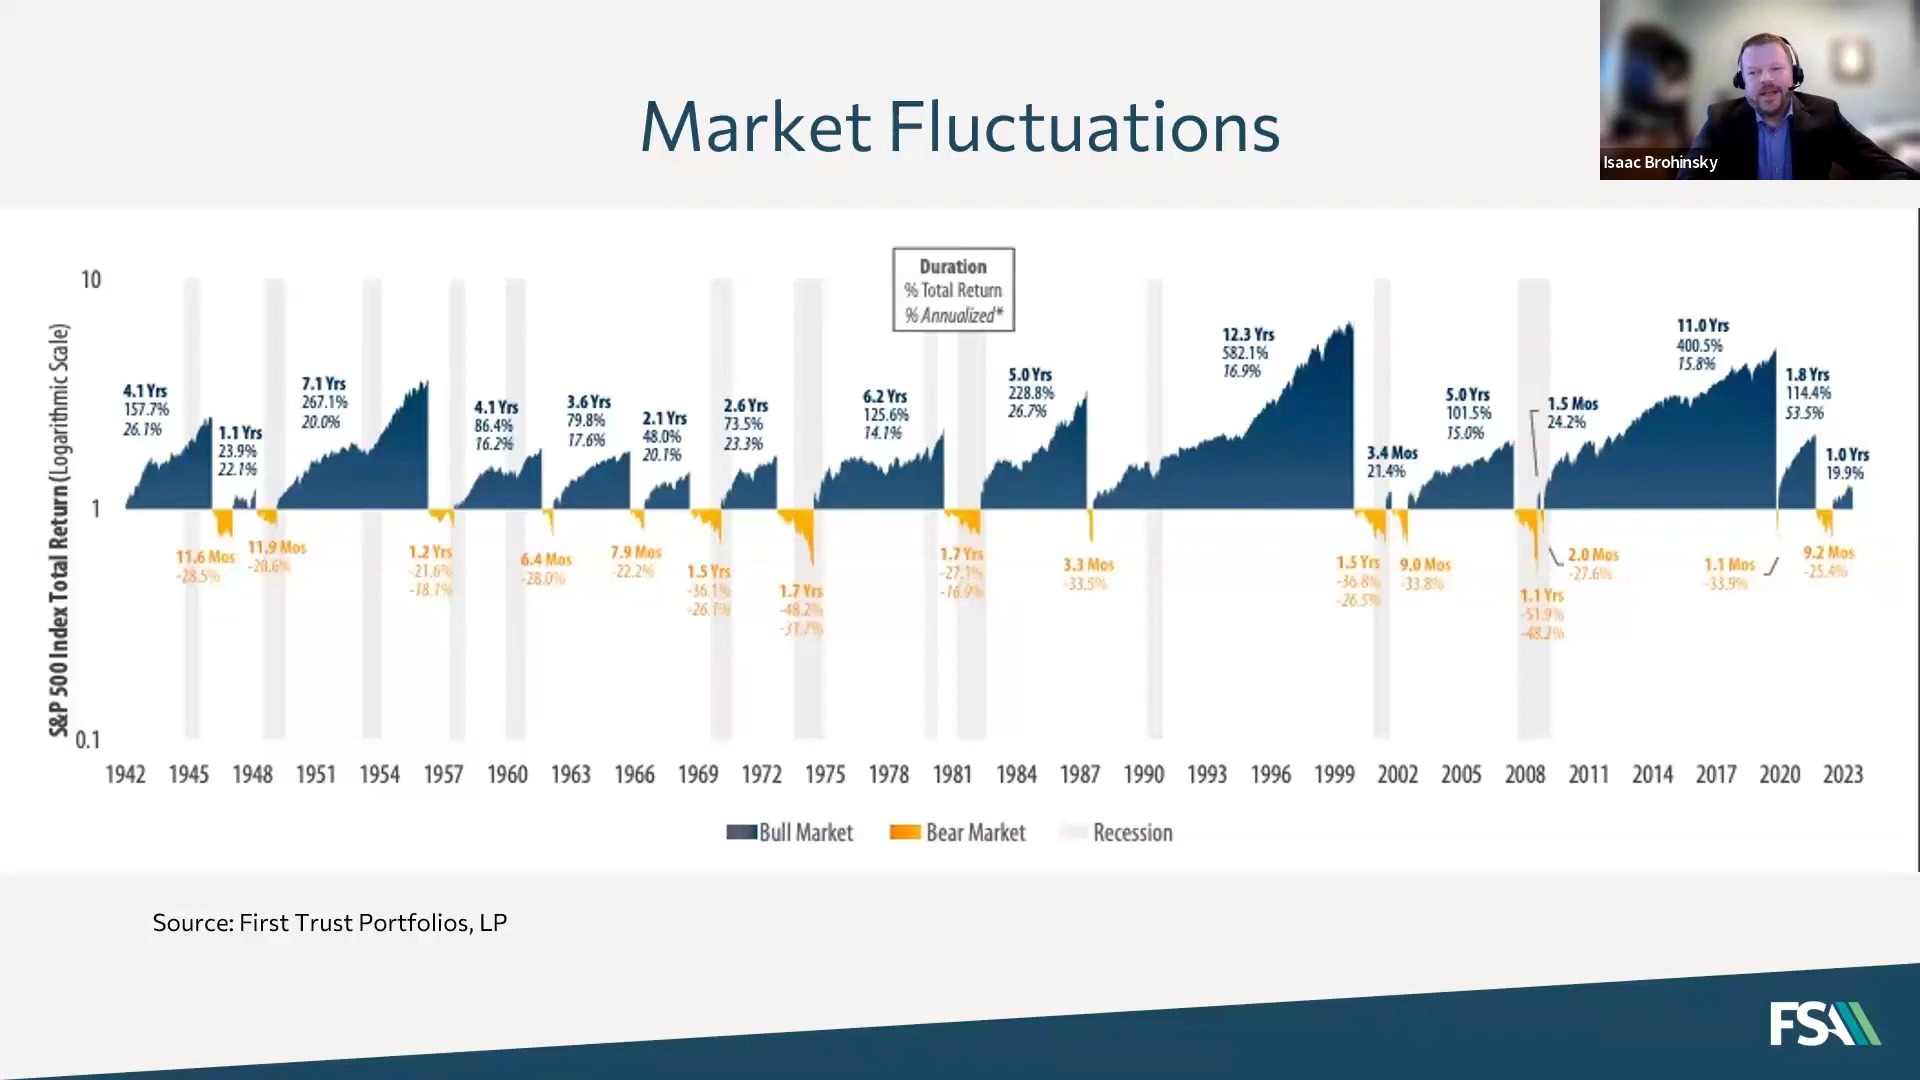 Market Fluctuations
Isaac Brohinsky
Duration
% Total Return
% Annualized*
S&P 500 Index Total Return (Logarithmic Scale)
10
1
0.1
4.1 Yrs
157.7%
26.1%
1.1 Yrs
23.9%
22.1%
7.1 Yrs
267.1%
20.0%
4.1 Yrs
86.4%
16.2%
3.6 Yrs
79.8%
17.6%
2.1 Yrs
48.0%
20.1%
2.6 Yrs
73.5%
23.3%
6.2 Yrs
125.6%
14.1%
5.0 Yrs
228.8%
26.7%
12.3 Yrs
582.1%
16.9%
3.4 Mos
21.4%
5.0 Yrs
101.5%
15.0%
1.5 Mos
24.2%
11.0 Yrs
400.5%
15.8%
1.8 Yrs
114.4%
53.5%
1.0 Yrs
19.9%
11.6 Mos
-28.5%
11.9 Mos
-20.6%
1.2 Yrs
-21.6%
-18.1%
6.4 Mos
-28.0%
7.9 Mos
-22.2%
1.5 Yrs
-36.1%
-26.1%
1.7 Yrs
-48.2%
-31.7%
1.7 Yrs
-27.1%
-16.9%
3.3 Mos
-33.5%
1.5 Yrs
-36.8%
-26.5%
9.0 Mos
-33.8%
1.1 Yrs
-51.9%
-48.2%
2.0 Mos
-27.6%
1.1 Mos
-33.9%
9.2 Mos
-25.4%
1942 1945 1948 1951 1954 1957 1960 1963 1966 1969 1972 1975 1978 1981 1984 1987 1990 1993 1996 1999 2002 2005 2008 2011 2014 2017 2020 2023
Bull Market Bear Market Recession
Source: First Trust Portfolios, LP
FSA